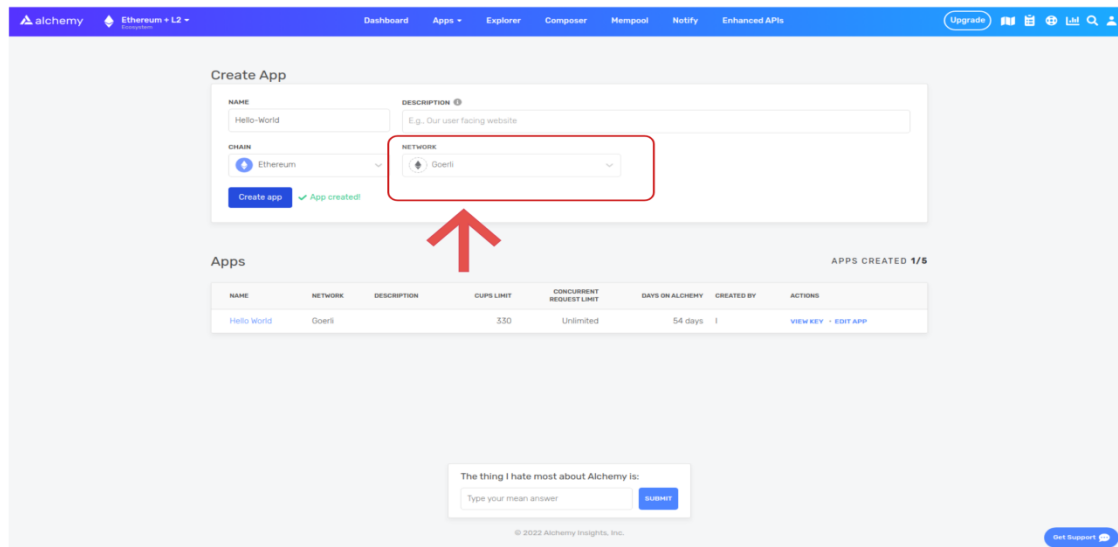 alchemy Ethereum + L2 Dashboard Apps Explorer Composer Mempool Notify Enhanced APIs Upgrade
Ecosystem
Create App
NAME DESCRIPTION
Hello-World E.g., Our user facing website
CHAIN NETWORK
Ethereum Goerli
Create app App created!
Apps APPS CREATED 1/5
NAME NETWORK DESCRIPTION CUPS LIMIT CONCURRENT REQUEST LIMIT DAYS ON ALCHEMY CREATED BY ACTIONS
Hello World Goerli 330 Unlimited 54 days I VIEW KEY · EDIT APP
The thing I hate most about Alchemy is:
Type your mean answer SUBMIT
© 2022 Alchemy Insights, Inc.
Get Support